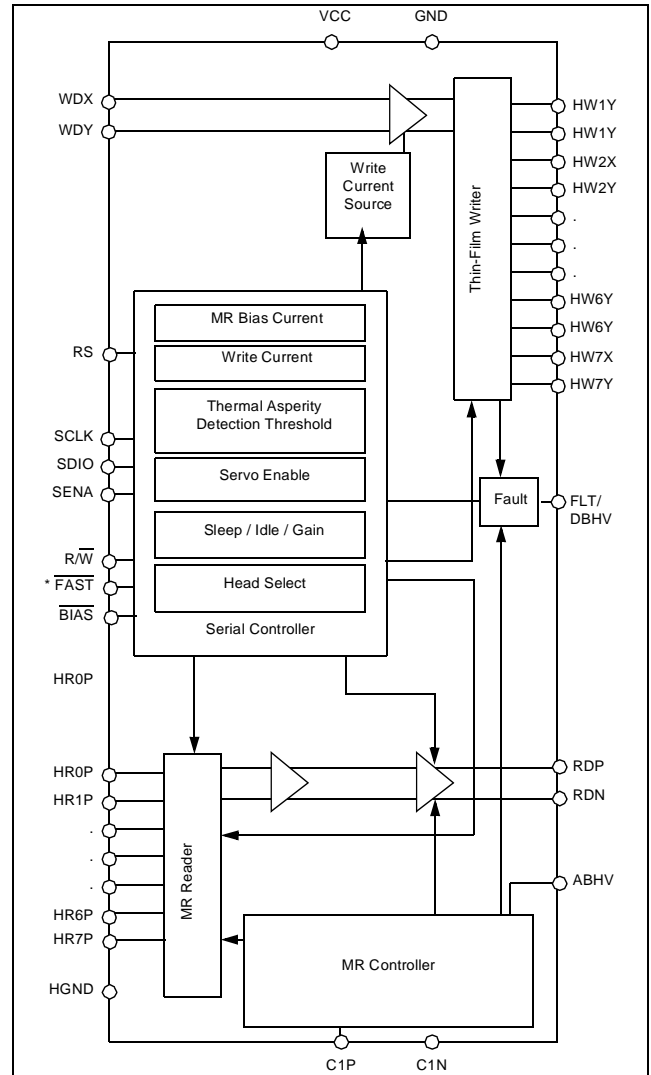 VCC GND
WDX
WDY
Write
Current
Source
Thin-Film Writer
HW1Y
HW1Y
HW2X
HW2Y
.
.
.
HW6Y
HW6Y
HW7X
HW7Y
MR Bias Current
Write Current
Thermal Asperity
Detection Threshold
Servo Enable
Sleep / Idle / Gain
Head Select
Serial Controller
RS
SCLK
SDIO
SENA
R/W̅
* F̅A̅S̅T̅
B̅I̅A̅S̅
Fault
FLT/
DBHV
HR0P
HR0P
HR1P
.
.
.
HR6P
HR7P
HGND
MR Reader
RDP
RDN
ABHV
MR Controller
C1P C1N